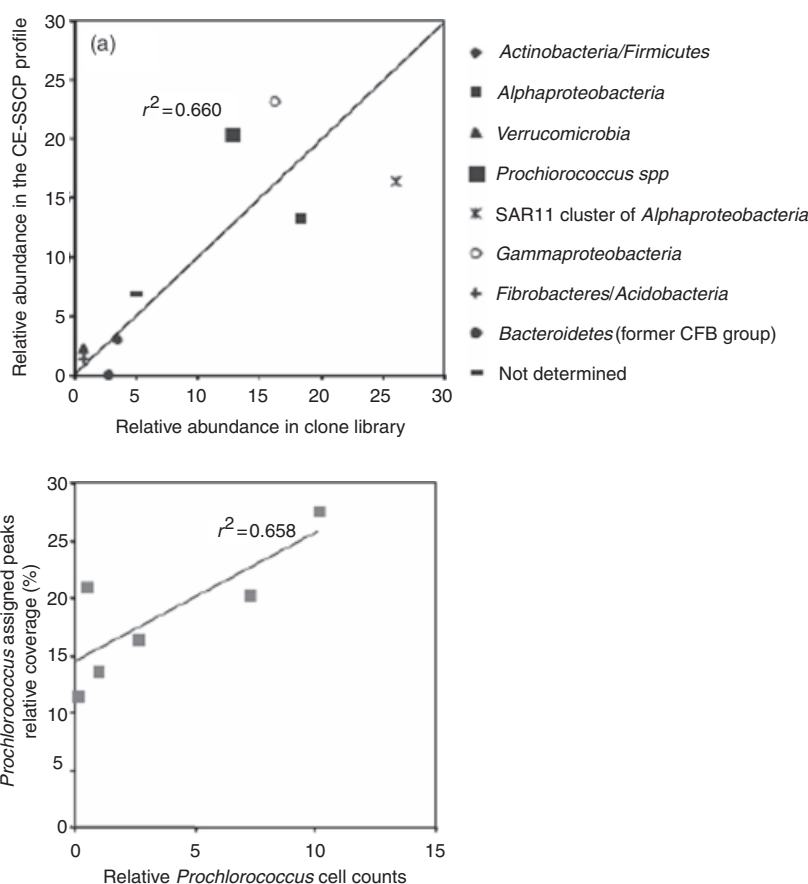 (a)
r2=0.660
Relative abundance in the CE-SSCP profile
30
25
20
15
10
5
0
0 5 10 15 20 25 30
Relative abundance in clone library
Actinobacteria/Firmicutes
Alphaproteobacteria
Verrucomicrobia
Prochiorococcus spp
SAR11 cluster of Alphaproteobacteria
Gammaproteobacteria
Fibrobacteres/Acidobacteria
Bacteroidetes (former CFB group)
Not determined
Prochlorococcus assigned peaks
relative coverage (%)
30
25
20
15
10
5
0
r2=0.658
0 5 10 15
Relative Prochlorococcus cell counts